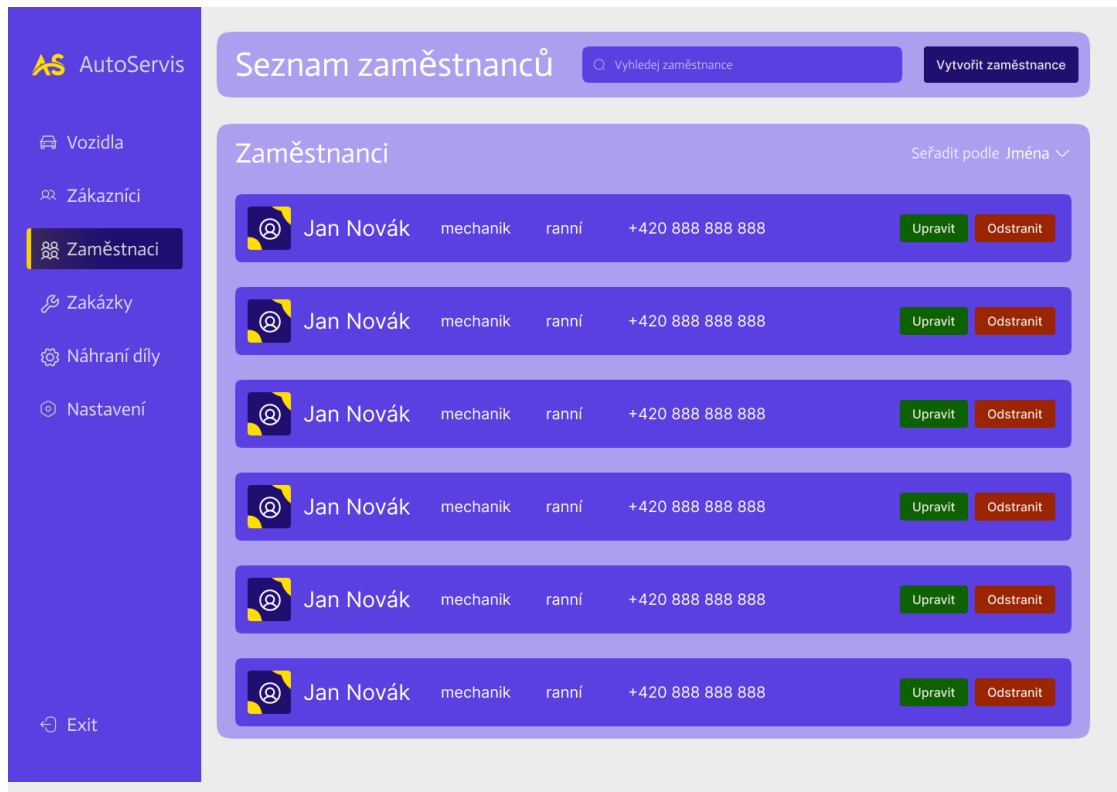 AS AutoServis
Vozidla
Zákazníci
Zaměstnaci
Zakázky
Náhraní díly
Nastavení
Exit
Seznam zaměstnanců
Vyhledej zaměstnance
Vytvořit zaměstnance
Zaměstnanci
Seřadit podle Jména
Jan Novák mechanik ranní +420 888 888 888 Upravit Odstranit
Jan Novák mechanik ranní +420 888 888 888 Upravit Odstranit
Jan Novák mechanik ranní +420 888 888 888 Upravit Odstranit
Jan Novák mechanik ranní +420 888 888 888 Upravit Odstranit
Jan Novák mechanik ranní +420 888 888 888 Upravit Odstranit
Jan Novák mechanik ranní +420 888 888 888 Upravit Odstranit